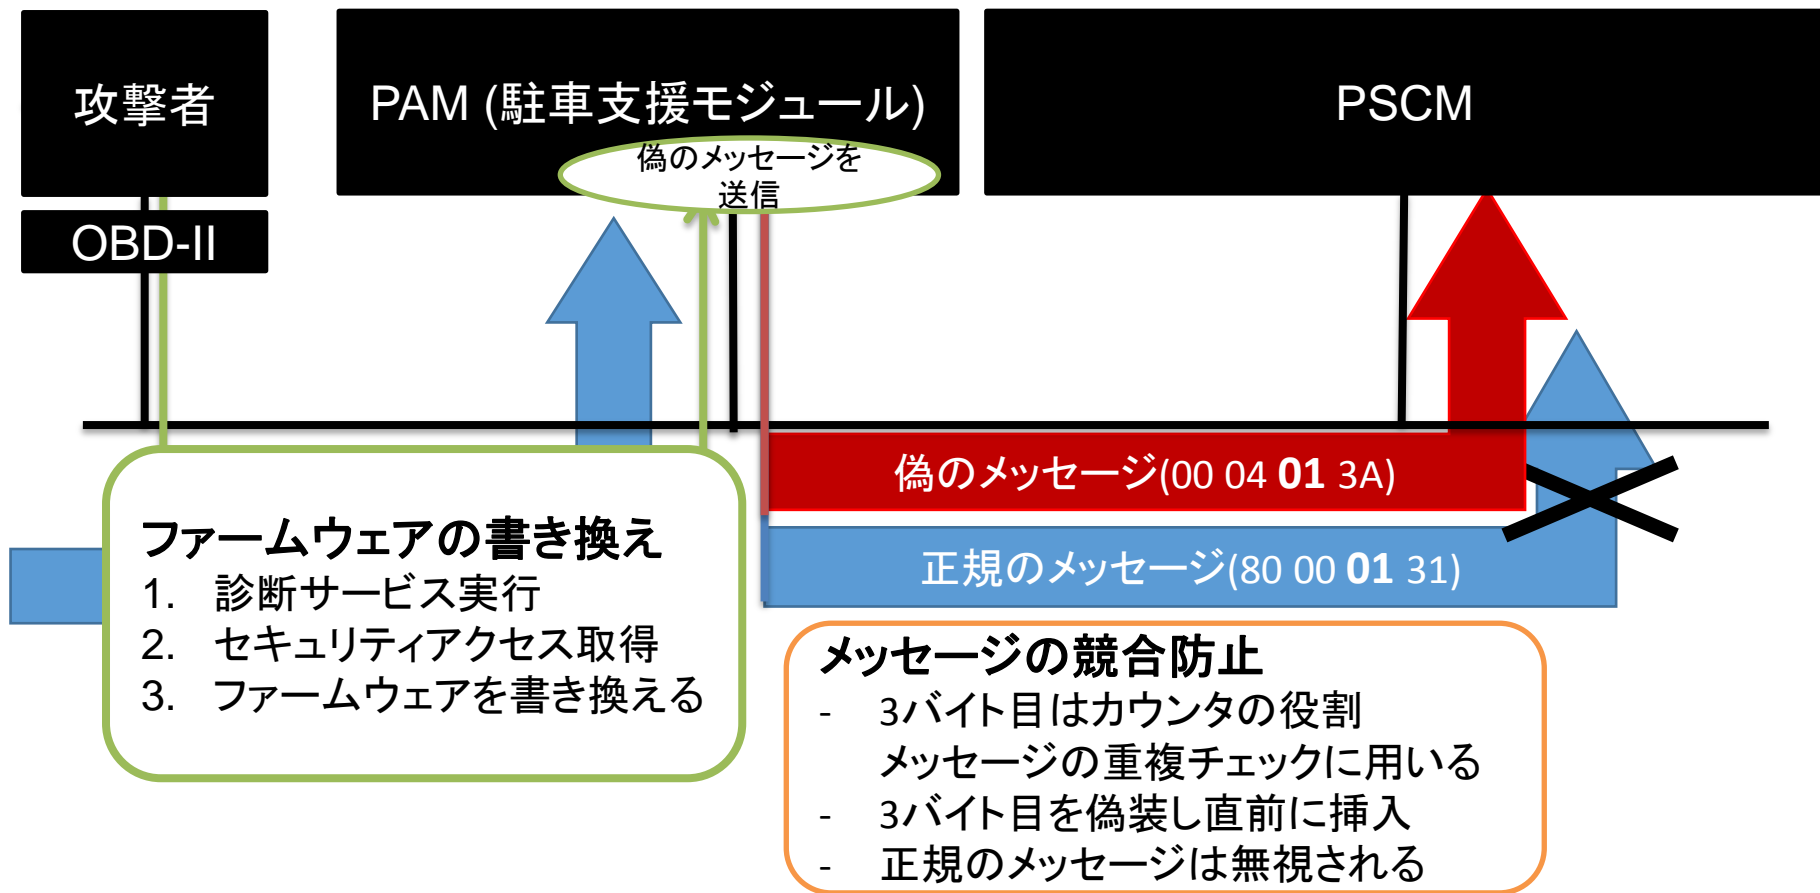 攻撃者
OBD-II
PAM (駐車支援モジュール)
偽のメッセージを
送信
PSCM
偽のメッセージ(00 04 01 3A)
正規のメッセージ(80 00 01 31)
ファームウェアの書き換え
1. 診断サービス実行
2. セキュリティアクセス取得
3. ファームウェアを書き換える
メッセージの競合防止
- 3バイト目はカウンタの役割
メッセージの重複チェックに用いる
- 3バイト目を偽装し直前に挿入
- 正規のメッセージは無視される